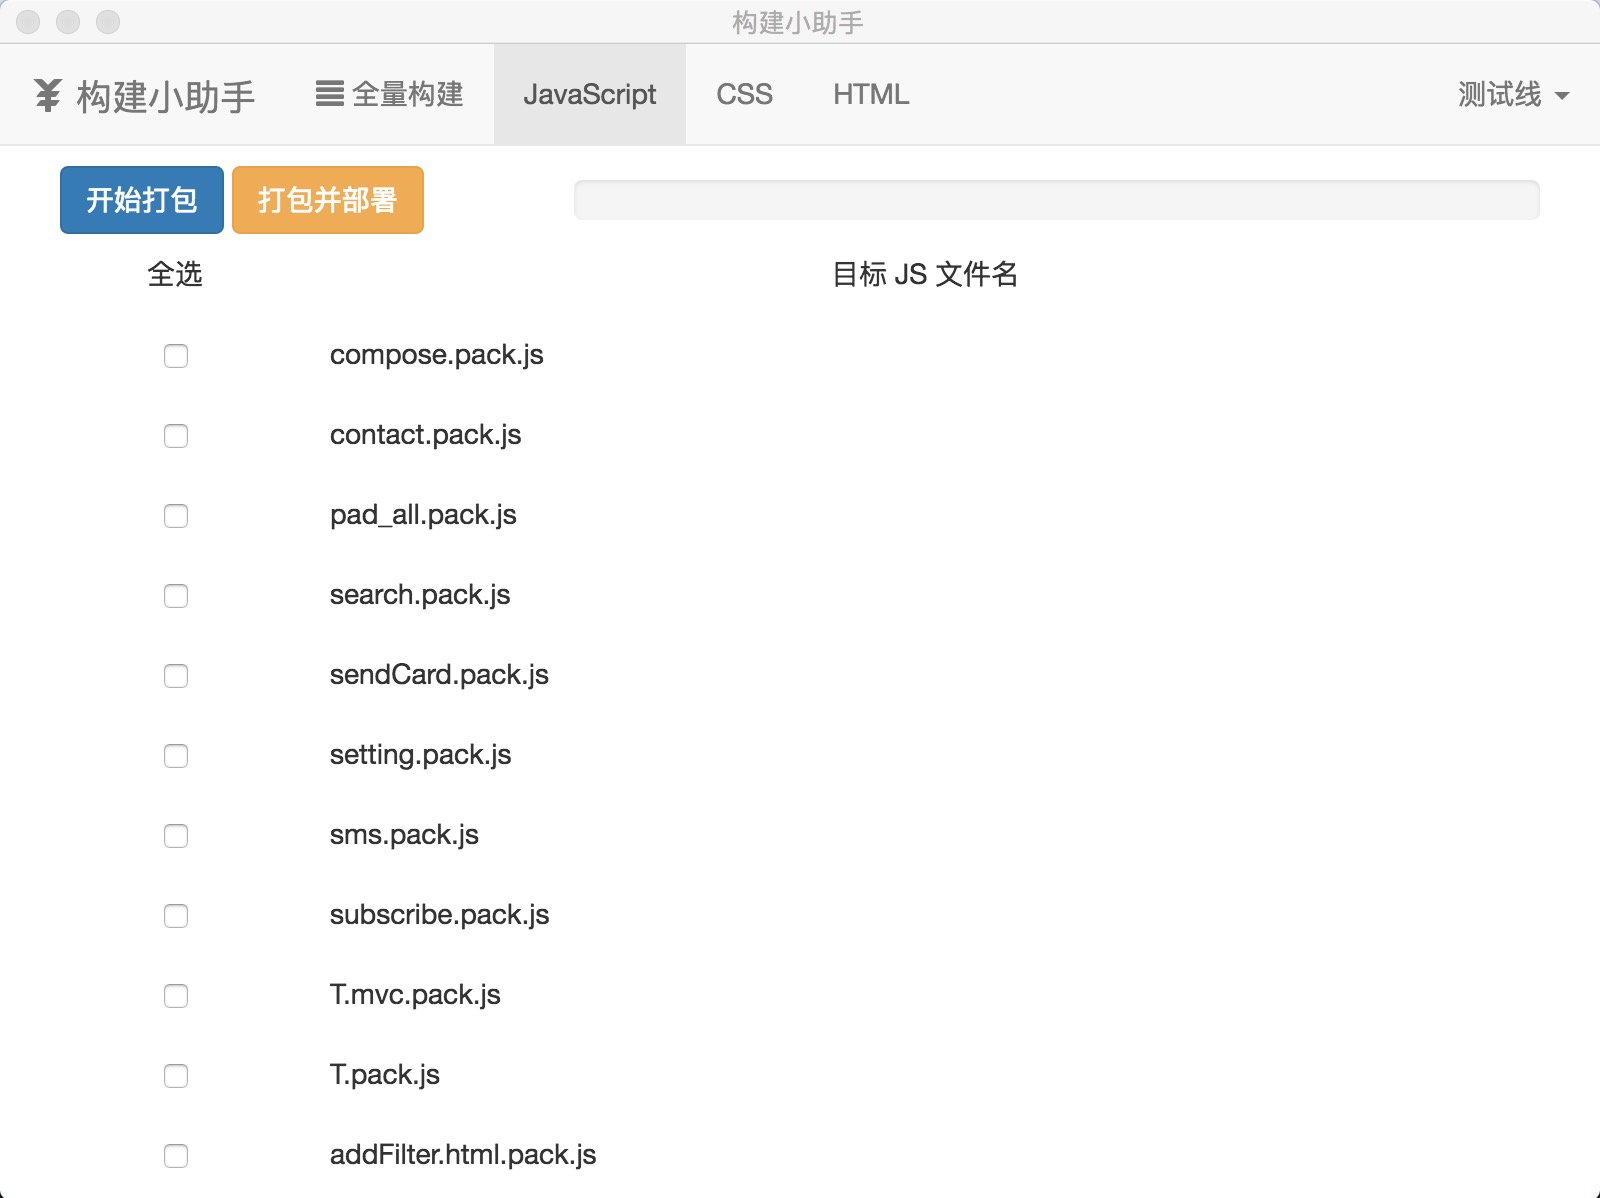 构建小助手
¥ 构建小助手 全量构建 JavaScript CSS HTML 测试线
开始打包 打包并部署
全选 目标 JS 文件名
compose.pack.js
contact.pack.js
pad_all.pack.js
search.pack.js
sendCard.pack.js
setting.pack.js
sms.pack.js
subscribe.pack.js
T.mvc.pack.js
T.pack.js
addFilter.html.pack.js